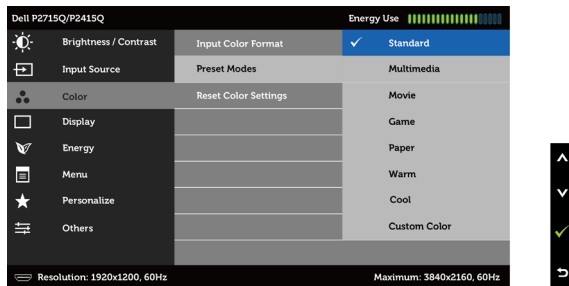 Dell P2715Q/P2415Q Energy Use
Brightness / Contrast Input Color Format Standard
Input Source Preset Modes Multimedia
Color Reset Color Settings Movie
Display Game
Energy Paper
Menu Warm
Personalize Cool
Others Custom Color
Resolution: 1920x1200, 60Hz Maximum: 3840x2160, 60Hz